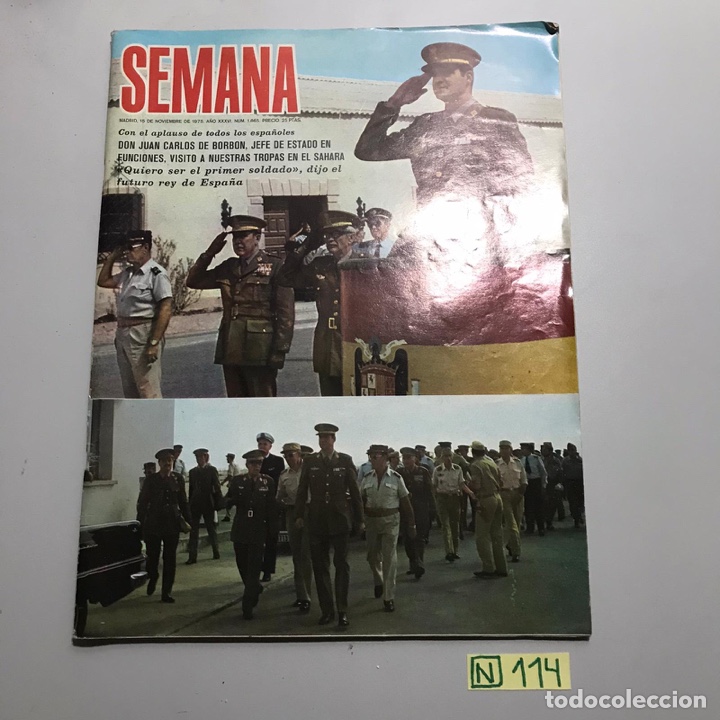 SEMANA
MADRID, 15 DE NOVIEMBRE DE 1975. AÑO XXXVI. NUM. 1.865. PRECIO: 25 PTAS.
Con el aplauso de todos los españoles
DON JUAN CARLOS DE BORBON, JEFE DE ESTADO EN
FUNCIONES, VISITO A NUESTRAS TROPAS EN EL SAHARA
«Quiero ser el primer soldado», dijo el
futuro rey de España
N 114
todocoleccion